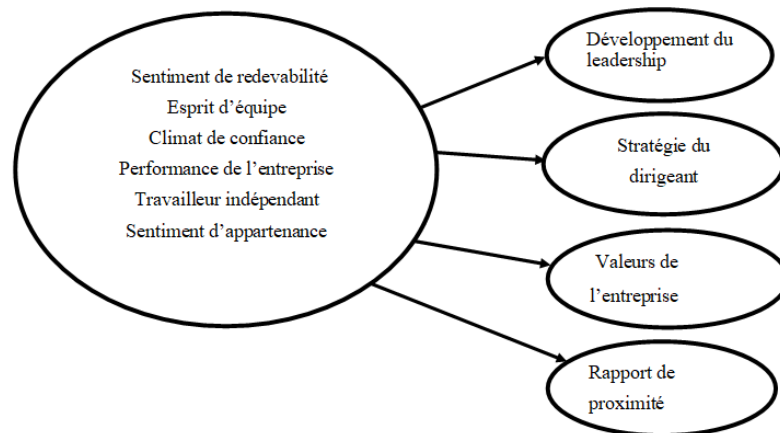 Sentiment de redevabilité
Esprit d'équipe
Climat de confiance
Performance de l'entreprise
Travailleur indépendant
Sentiment d'appartenance
Développement du
leadership
Stratégie du
dirigeant
Valeurs de
l'entreprise
Rapport de
proximité